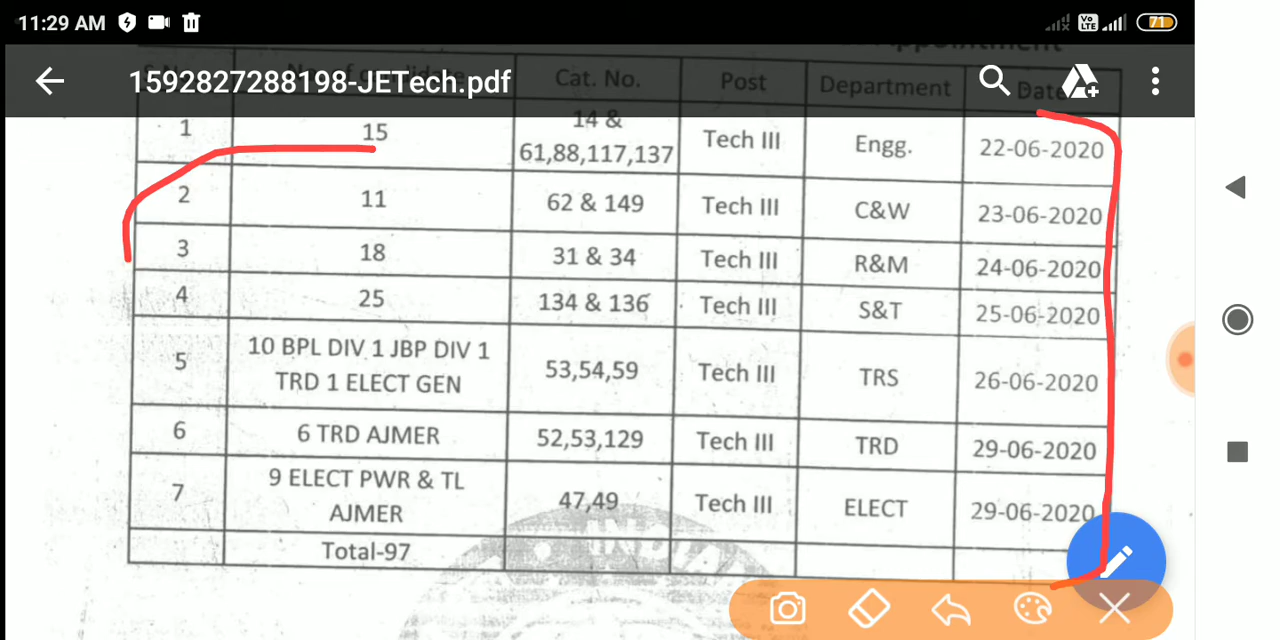 11:29 AM
Vo LTE
71
Appointment
1592827288198-JETech.pdf
Cat. No. Post Department Date
1 15 14 & 61,88,117,137 Tech III Engg. 22-06-2020
2 11 62 & 149 Tech III C&W 23-06-2020
3 18 31 & 34 Tech III R&M 24-06-2020
4 25 134 & 136 Tech III S&T 25-06-2020
5 10 BPL DIV 1 JBP DIV 1 TRD 1 ELECT GEN 53,54,59 Tech III TRS 26-06-2020
6 6 TRD AJMER 52,53,129 Tech III TRD 29-06-2020
7 9 ELECT PWR & TL AJMER 47,49 Tech III ELECT 29-06-2020
Total-97
INDIA